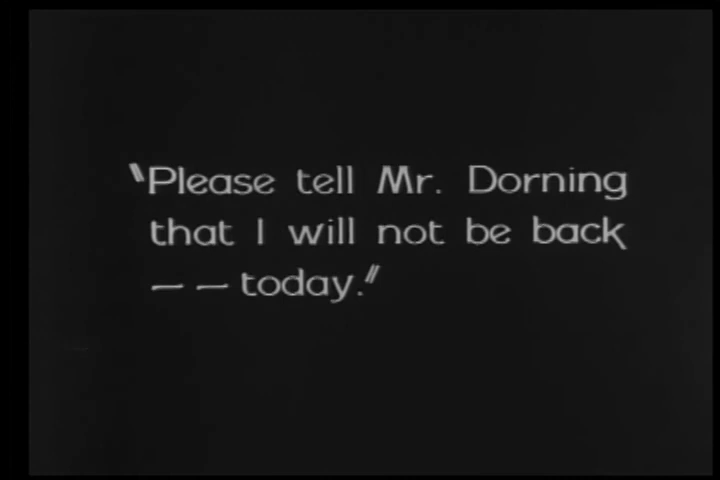 "Please tell Mr. Dorning
that I will not be back
— — today."